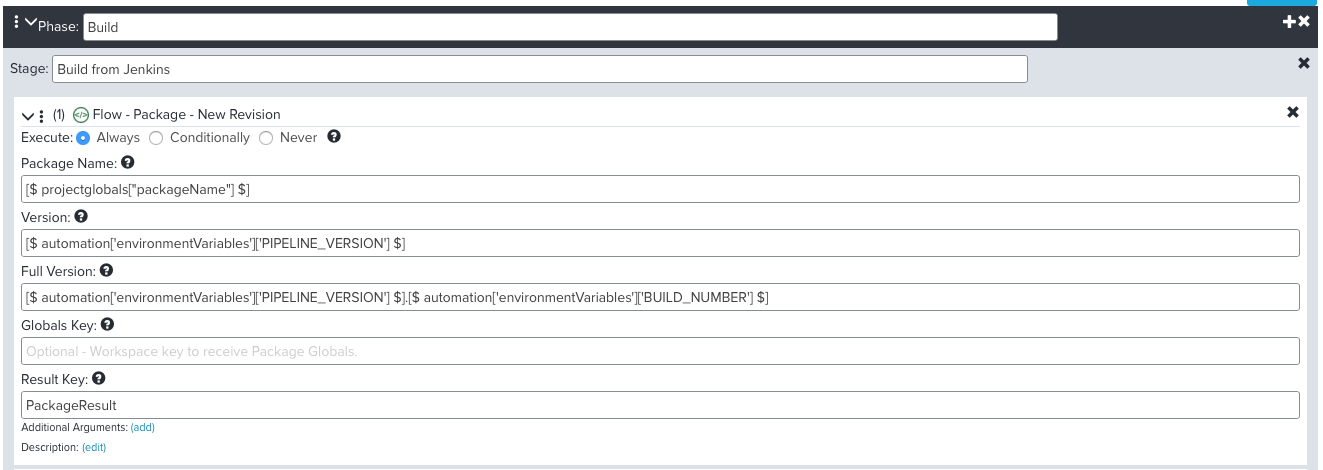 Phase: Build
Stage: Build from Jenkins
(1) </> Flow - Package - New Revision
Execute: Always Conditionally Never ?
Package Name: ?
[$ projectglobals["packageName"] $]
Version: ?
[$ automation['environmentVariables']['PIPELINE_VERSION'] $]
Full Version: ?
[$ automation['environmentVariables']['PIPELINE_VERSION'] $].[$ automation['environmentVariables']['BUILD_NUMBER'] $]
Globals Key: ?
Optional - Workspace key to receive Package Globals.
Result Key: ?
PackageResult
Additional Arguments: (add)
Description: (edit)